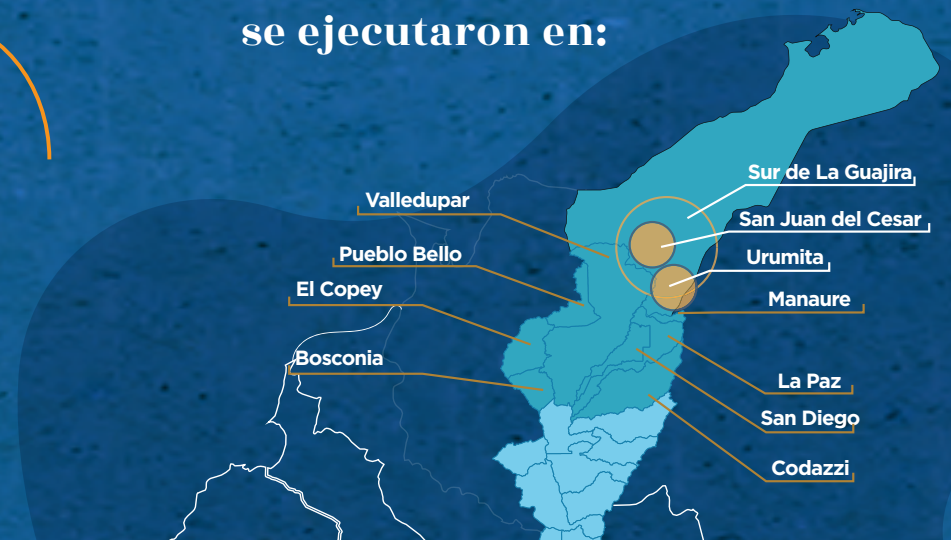 se ejecutaron en:
Valledupar
Pueblo Bello
El Copey
Bosconia
Sur de La Guajira
San Juan del Cesar
Urumita
Manaure
La Paz
San Diego
Codazzi